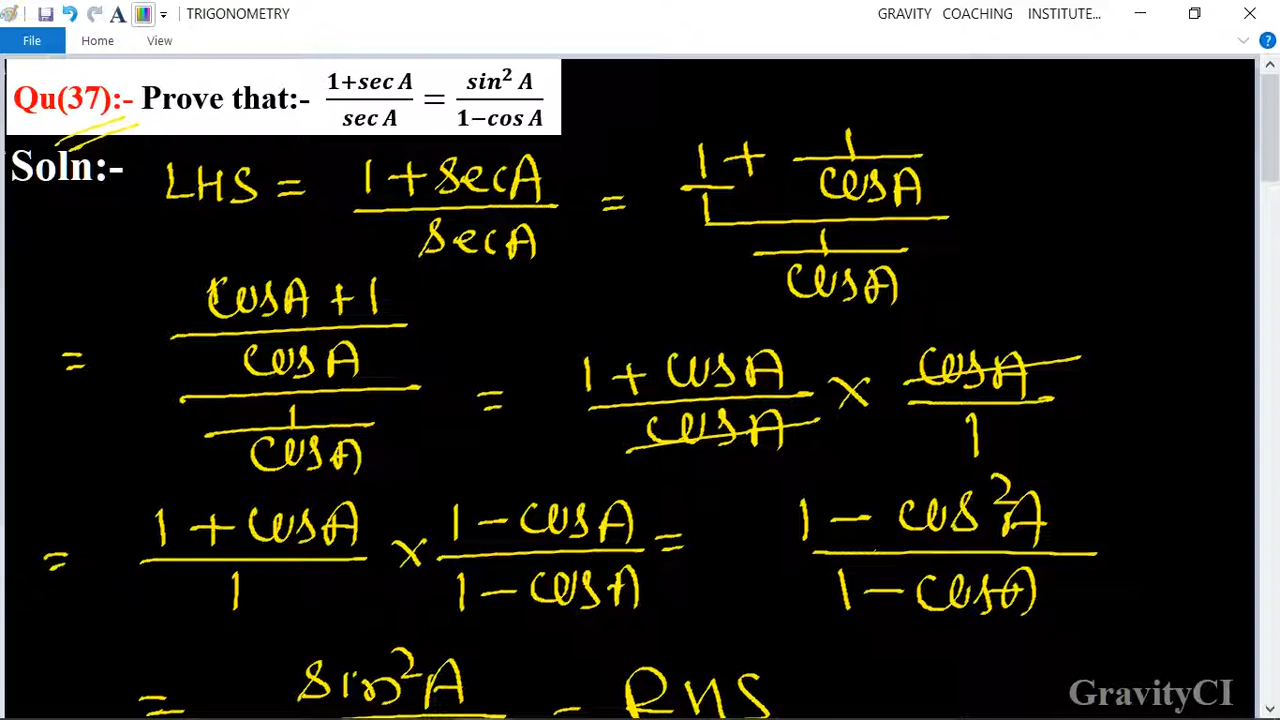 TRIGONOMETRY
GRAVITY COACHING INSTITUTE...
File Home View
Qu(37):- Prove that:- (1+sec A)/(sec A) = (sin² A)/(1−cos A)
Soln:- LHS = (1+secA)/(secA) = (1/1 + 1/cosA)/(1/cosA)
= ((cosA+1)/cosA)/(1/cosA) = (1+cosA)/cosA × cosA/1
= (1+cosA)/1 × (1−cosA)/(1−cosA) = (1−cos²A)/(1−cosA)
= sin²A = RHS
GravityCI